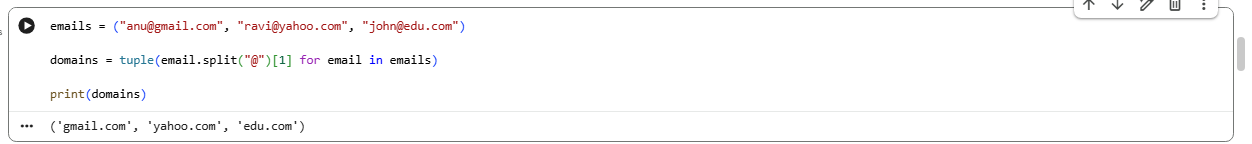 emails = ("anu@gmail.com", "ravi@yahoo.com", "john@edu.com")
domains = tuple(email.split("@")[1] for email in emails)
print(domains)
('gmail.com', 'yahoo.com', 'edu.com')